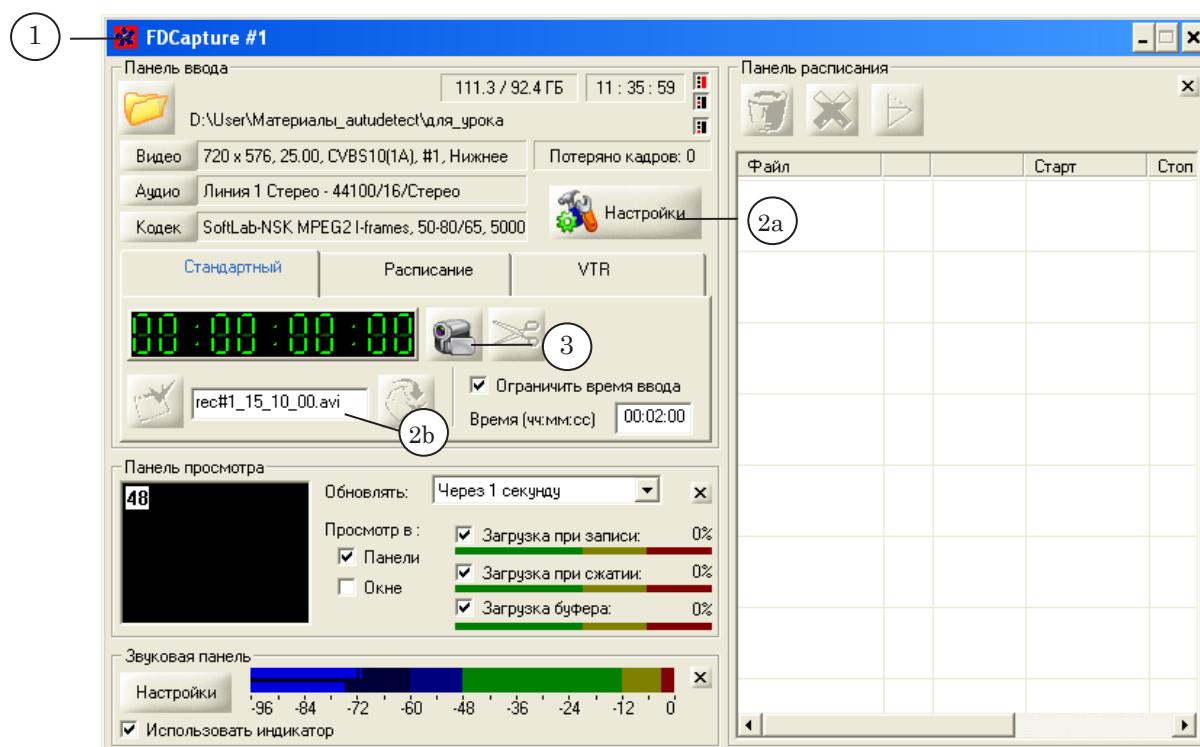 1
FDCapture #1
Панель ввода
111.3 / 92.4 ГБ
11 : 35 : 59
D:\User\Материалы_autudetect\для_урока
Видео
720 x 576, 25.00, CVBS10(1A), #1, Нижнее
Потеряно кадров: 0
Аудио
Линия 1 Стерео - 44100/16/Стерео
Кодек
SoftLab-NSK MPEG2 I-frames, 50-80/65, 5000
Настройки
2a
Стандартный
Расписание
VTR
00:00:00:00
3
rec#1_15_10_00.avi
2b
Ограничить время ввода
Время (чч:мм:сс)
00:02:00
Панель просмотра
48
Обновлять:
Через 1 секунду
Просмотр в :
Панели
Окне
Загрузка при записи:
0%
Загрузка при сжатии:
0%
Загрузка буфера:
0%
Звуковая панель
Настройки
-96 -84 -72 -60 -48 -36 -24 -12 0
Использовать индикатор
Панель расписания
Файл
Старт
Стоп